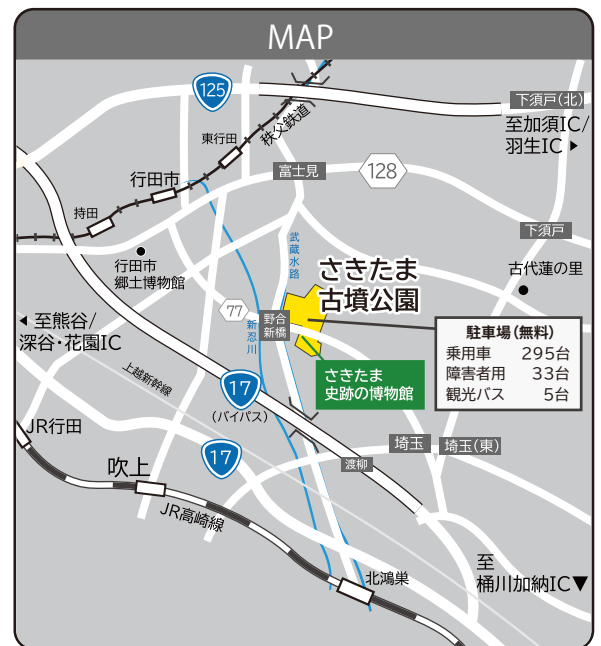 MAP
125
下須戸(北)
至加須IC/
羽生IC▶
秩父鉄道
東行田
富士見
128
行田市
持田
下須戸
武蔵水路
行田市
郷土博物館
さきたま
古墳公園
古代蓮の里
77
野合
新橋
新忍川
◀至熊谷/
深谷・花園IC
駐車場(無料)
乗用車 295台
障害者用 33台
観光バス 5台
さきたま
史跡の博物館
上越新幹線
17
(バイパス)
JR行田
17
埼玉
埼玉(東)
渡柳
吹上
JR高崎線
北鴻巣
至
桶川加納IC▼